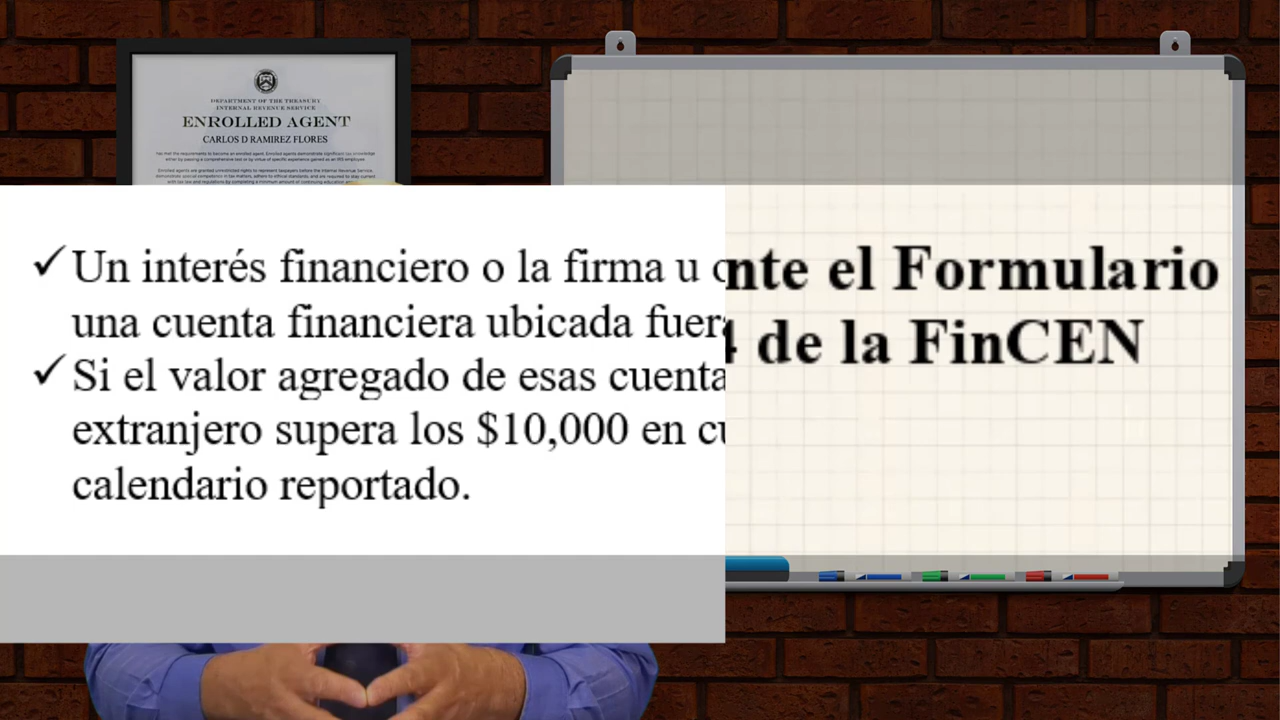 DEPARTMENT OF THE TREASURY
INTERNAL REVENUE SERVICE
ENROLLED AGENT
CARLOS D RAMIREZ FLORES
Un interés financiero o la firma u
una cuenta financiera ubicada
Si el valor agregado de esas
extranjero supera los $10,000 en
calendario reportado.
nte el Formulario
de la FinCEN